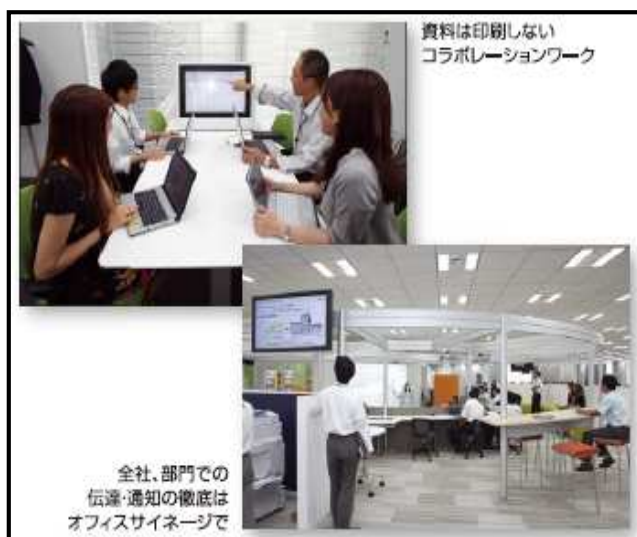 資料は印刷しない
コラボレーションワーク
全社、部門での
伝達・通知の徹底は
オフィスサイネージで